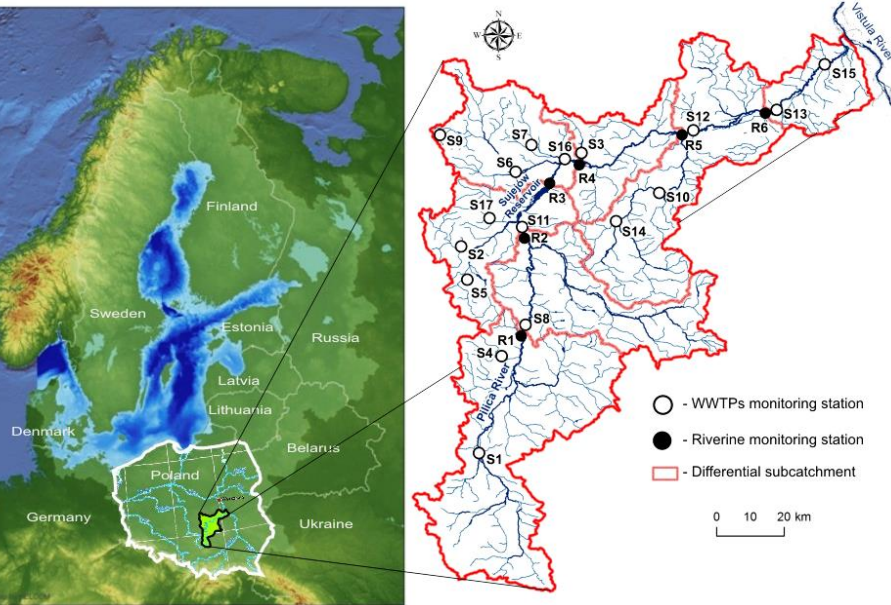 Finland
Sweden
Estonia
Russia
Latvia
Lithuania
Denmark
Belarus
Poland
Germany
Ukraine
N
W
E
S
Vistula River
S15
S12
S13
R6
R5
S7
S9
S16
S3
S6
R4
R3
Sulejów
Reservoir
S10
S17
S11
S14
R2
S2
S5
S8
R1
S4
Pilica River
S1
- WWTPs monitoring station
- Riverine monitoring station
- Differential subcatchment
0 10 20 km